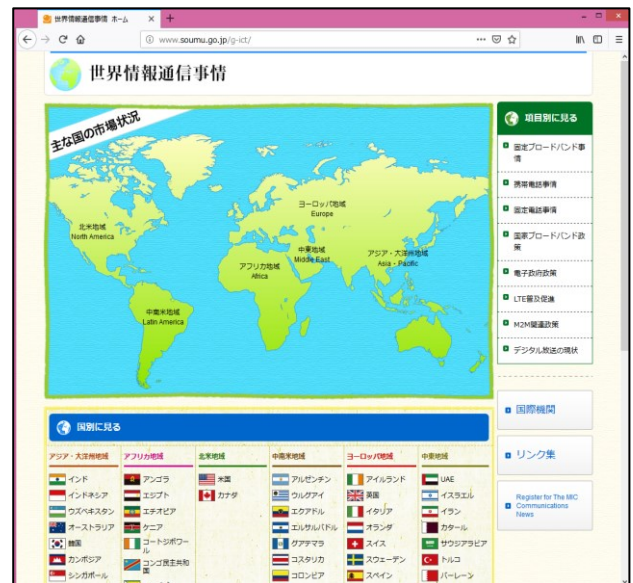 世界情報通信事情 ホーム
www.soumu.go.jp/g-ict/
世界情報通信事情
主な国の市場状況
北米地域
North America
ヨーロッパ地域
Europe
中東地域
Middle East
アフリカ地域
Africa
アジア・大洋州地域
Asia - Pacific
中南米地域
Latin America
項目別に見る
固定ブロードバンド事
情
携帯電話事情
固定電話事情
国家ブロードバンド政
策
電子政府政策
LTE普及促進
M2M関連政策
デジタル放送の現状
国際機関
リンク集
Register for The MIC
Communications
News
国別に見る
アジア・大洋州地域
インド
インドネシア
ウズベキスタン
オーストラリア
韓国
カンボジア
シンガポール
アフリカ地域
アンゴラ
エジプト
エチオピア
ケニア
コートジボワー
ル
コンゴ民主共和
国
北米地域
米国
カナダ
中南米地域
アルゼンチン
ウルグアイ
エクアドル
エルサルバドル
グアテマラ
コスタリカ
コロンビア
ヨーロッパ地域
アイルランド
英国
イタリア
オランダ
スイス
スウェーデン
スペイン
中東地域
UAE
イスラエル
イラン
カタール
サウジアラビア
トルコ
バーレーン